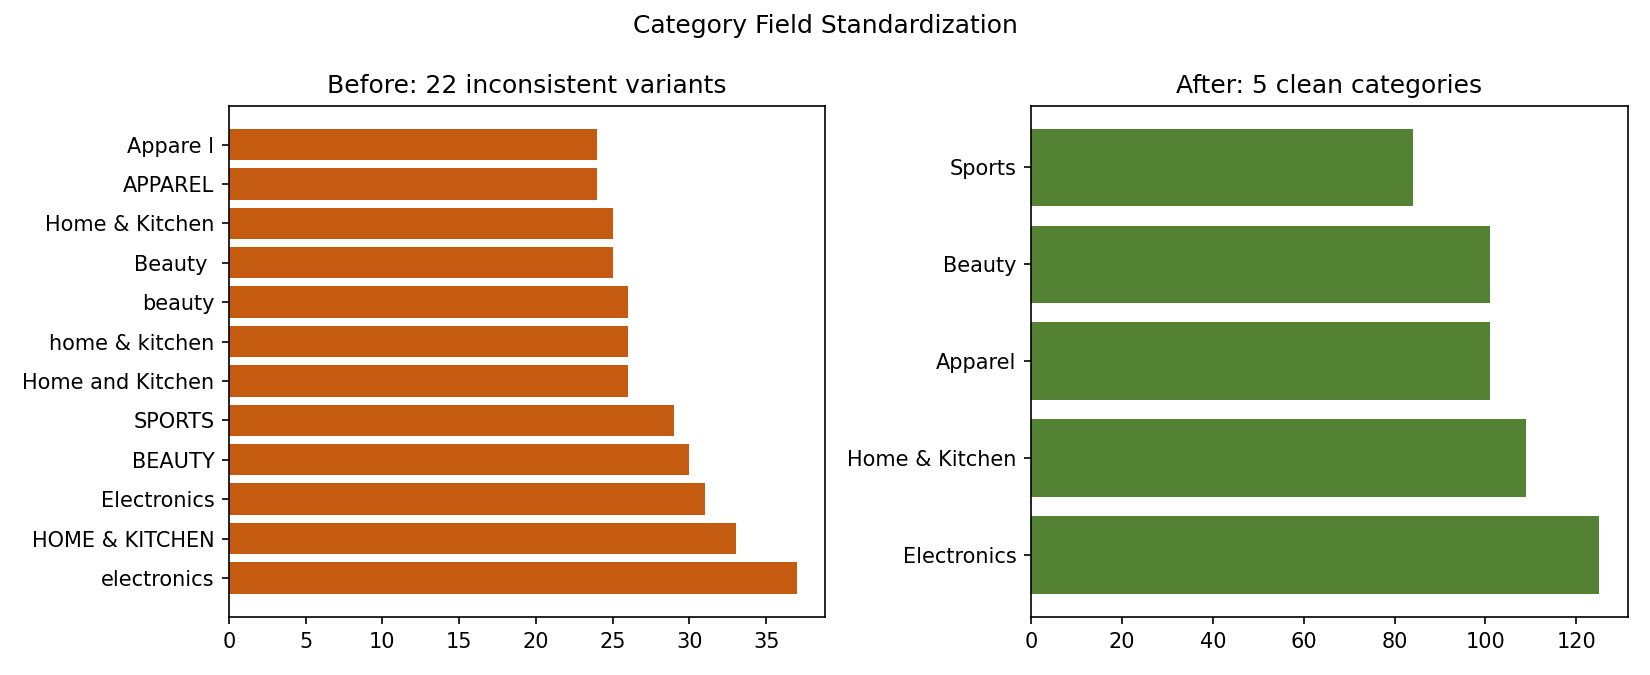 Category Field Standardization
Before: 22 inconsistent variants
Appare l
APPAREL
Home & Kitchen
Beauty
beauty
home & kitchen
Home and Kitchen
SPORTS
BEAUTY
Electronics
HOME & KITCHEN
electronics
0 5 10 15 20 25 30 35
After: 5 clean categories
Sports
Beauty
Apparel
Home & Kitchen
Electronics
0 20 40 60 80 100 120